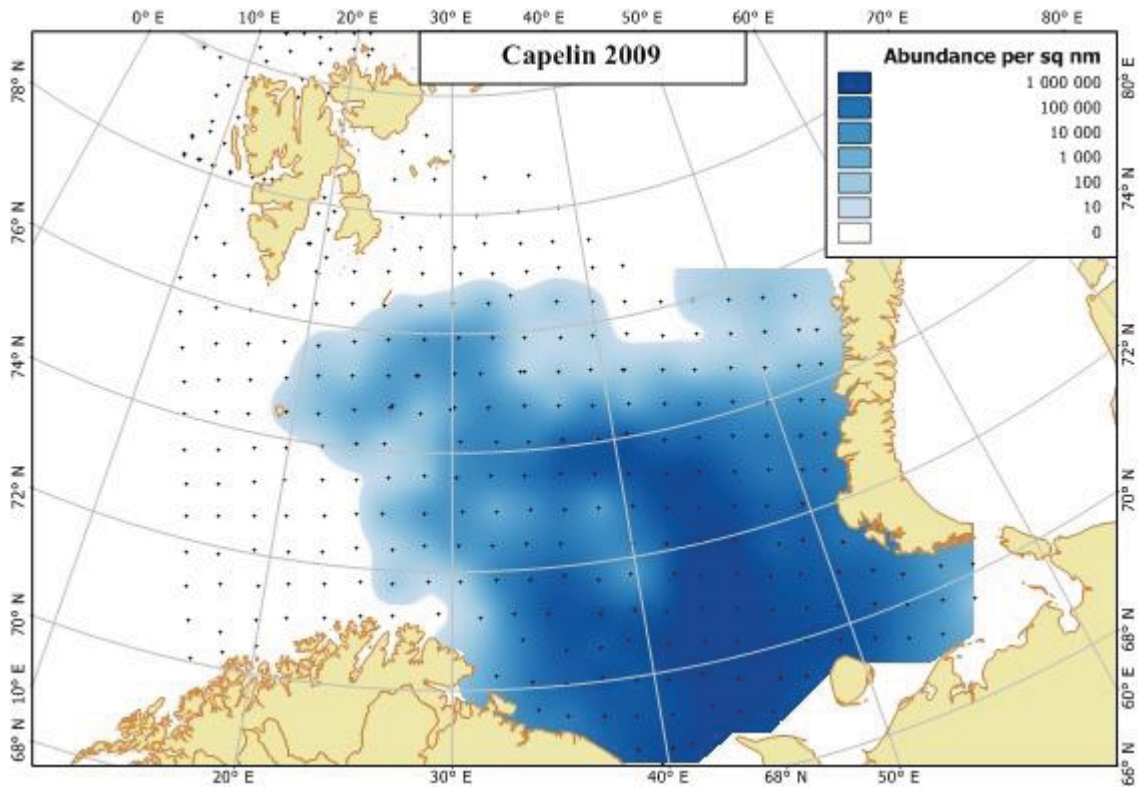 0° E 10° E 20° E 30° E 40° E 50° E 60° E 70° E 80° E
Capelin 2009
Abundance per sq nm
1 000 000
100 000
10 000
1 000
100
10
0
78° N
76° N
74° N
72° N
70° N
10° E
68° N
80° E
74° N
72° N
70° N
68° N
60° E
66° N
20° E 30° E 40° E 68° N 50° E